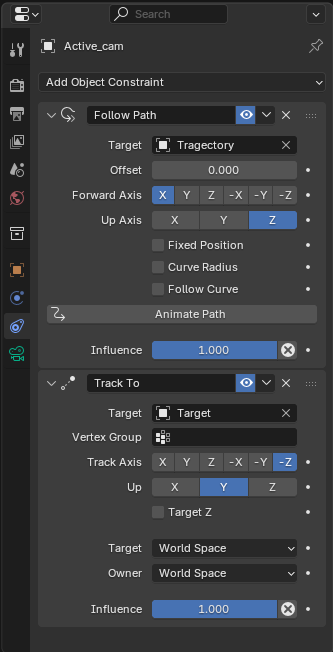 Search
Active_cam
Add Object Constraint
Follow Path
Target Tragectory
Offset 0.000
Forward Axis X Y Z -X -Y -Z
Up Axis X Y Z
Fixed Position
Curve Radius
Follow Curve
Animate Path
Influence 1.000
Track To
Target Target
Vertex Group
Track Axis X Y Z -X -Y -Z
Up X Y Z
Target Z
Target World Space
Owner World Space
Influence 1.000